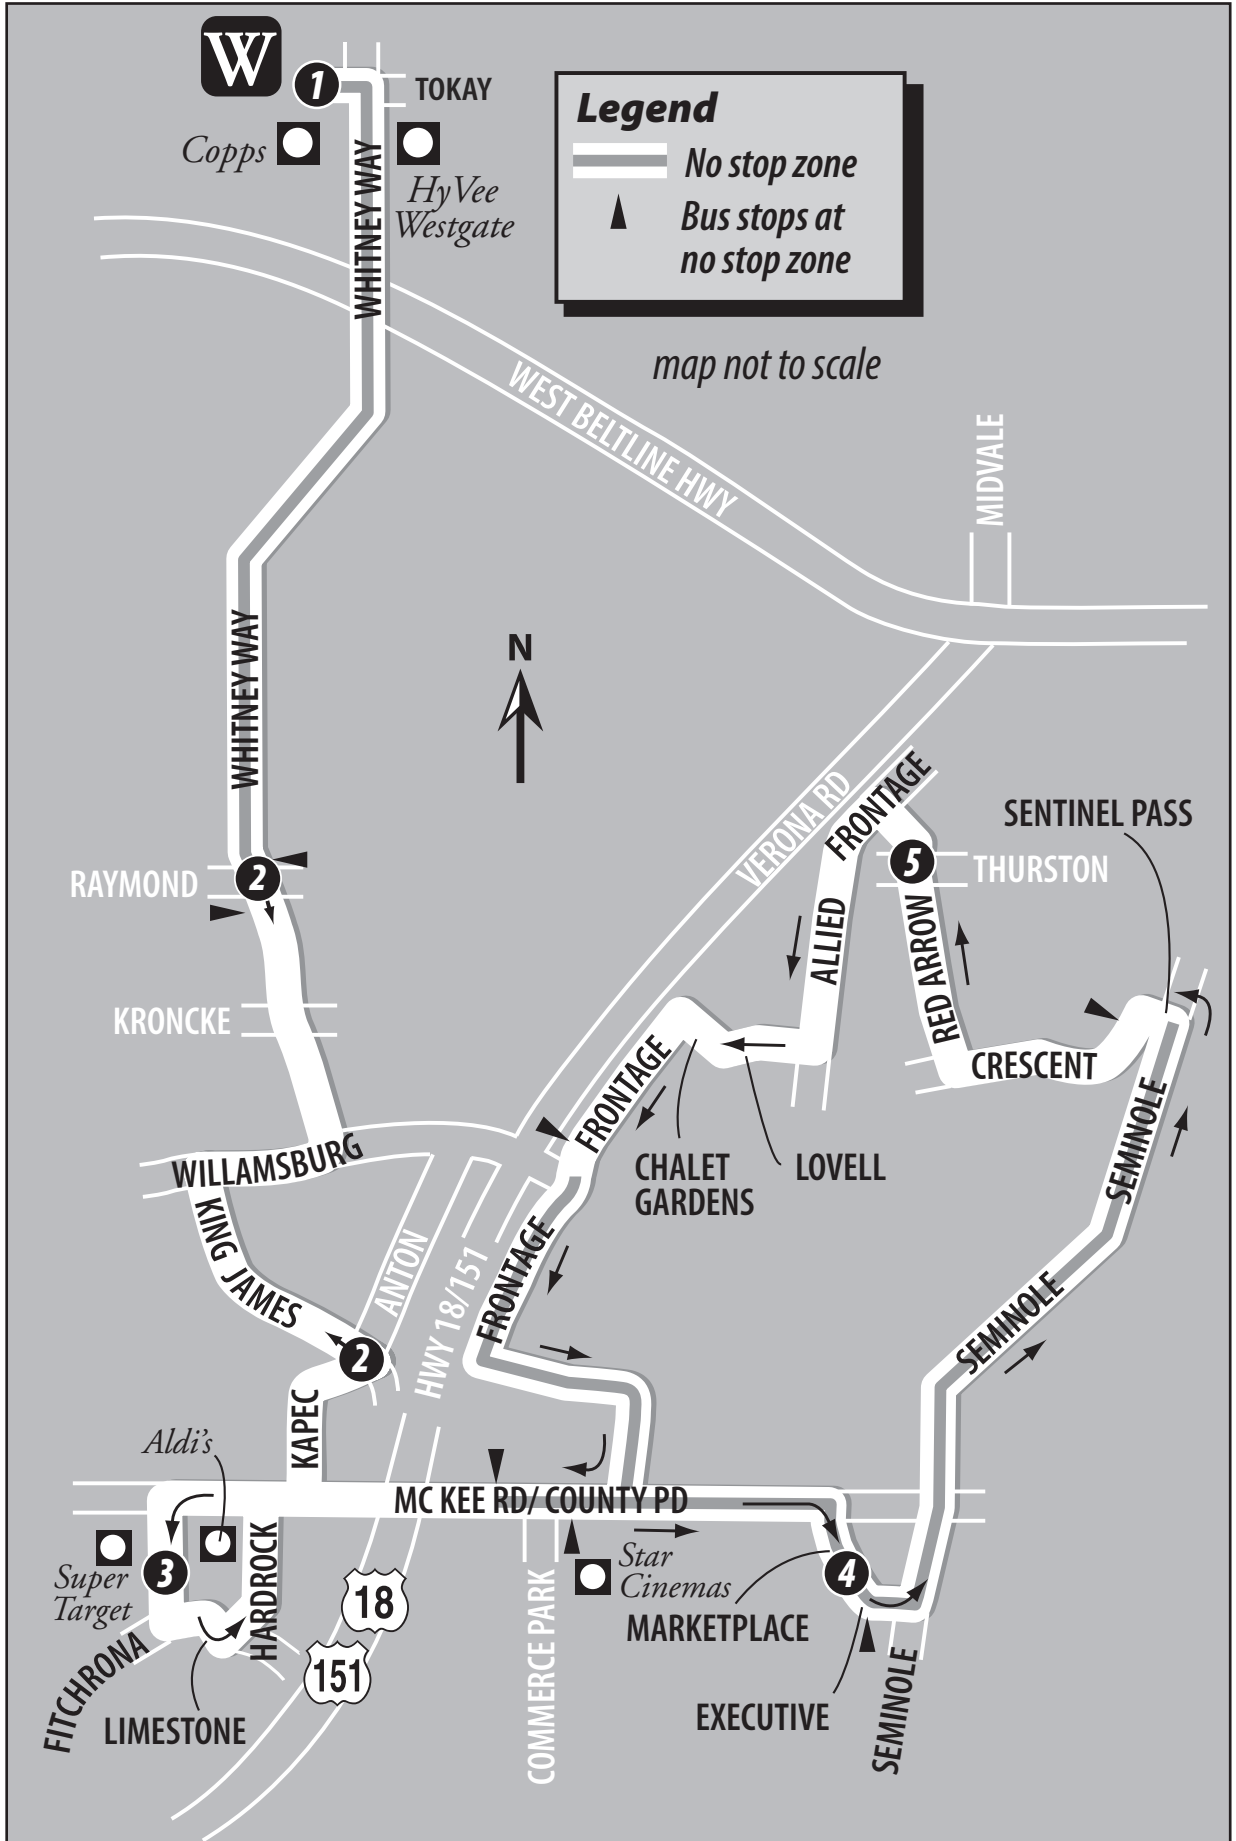 W
1
TOKAY
Legend
No stop zone
Bus stops at
no stop zone
Copps
HyVee
Westgate
WHITNEY WAY
map not to scale
WEST BELTLINE HWY
MIDVALE
WHITNEY WAY
N
VERONA RD
FRONTAGE
SENTINEL PASS
RAYMOND
2
5
THURSTON
ALLIED
RED ARROW
KRONCKE
FRONTAGE
CRESCENT
SEMINOLE
WILLAMSBURG
CHALET
GARDENS
LOVELL
KING JAMES
ANTON
HWY 18/151
FRONTAGE
SEMINOLE
2
KAPEC
Aldi's
MC KEE RD/ COUNTY PD
3
Super
Target
HARDROCK
Star
Cinemas
4
18
COMMERCE PARK
MARKETPLACE
151
FITCHRONA
LIMESTONE
EXECUTIVE
SEMINOLE